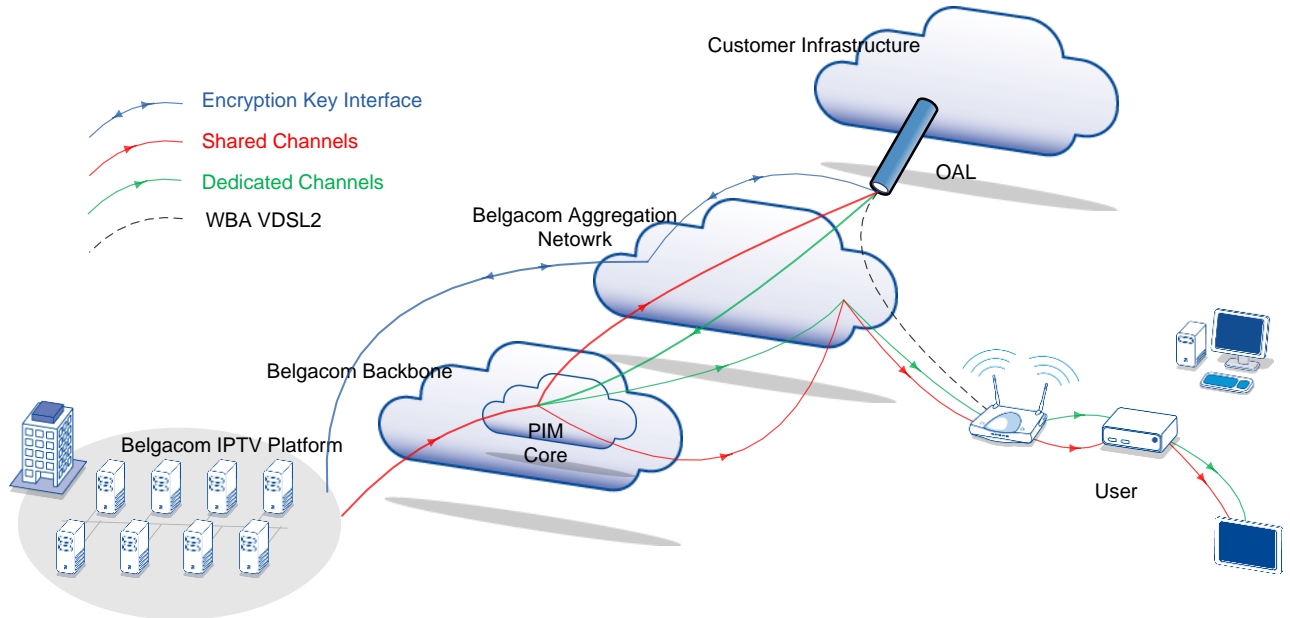 Customer Infrastructure
Encryption Key Interface
Shared Channels
OAL
Dedicated Channels
WBA VDSL2
Belgacom Aggregation
Netowrk
Belgacom Backbone
PIM
Core
Belgacom IPTV Platform
User